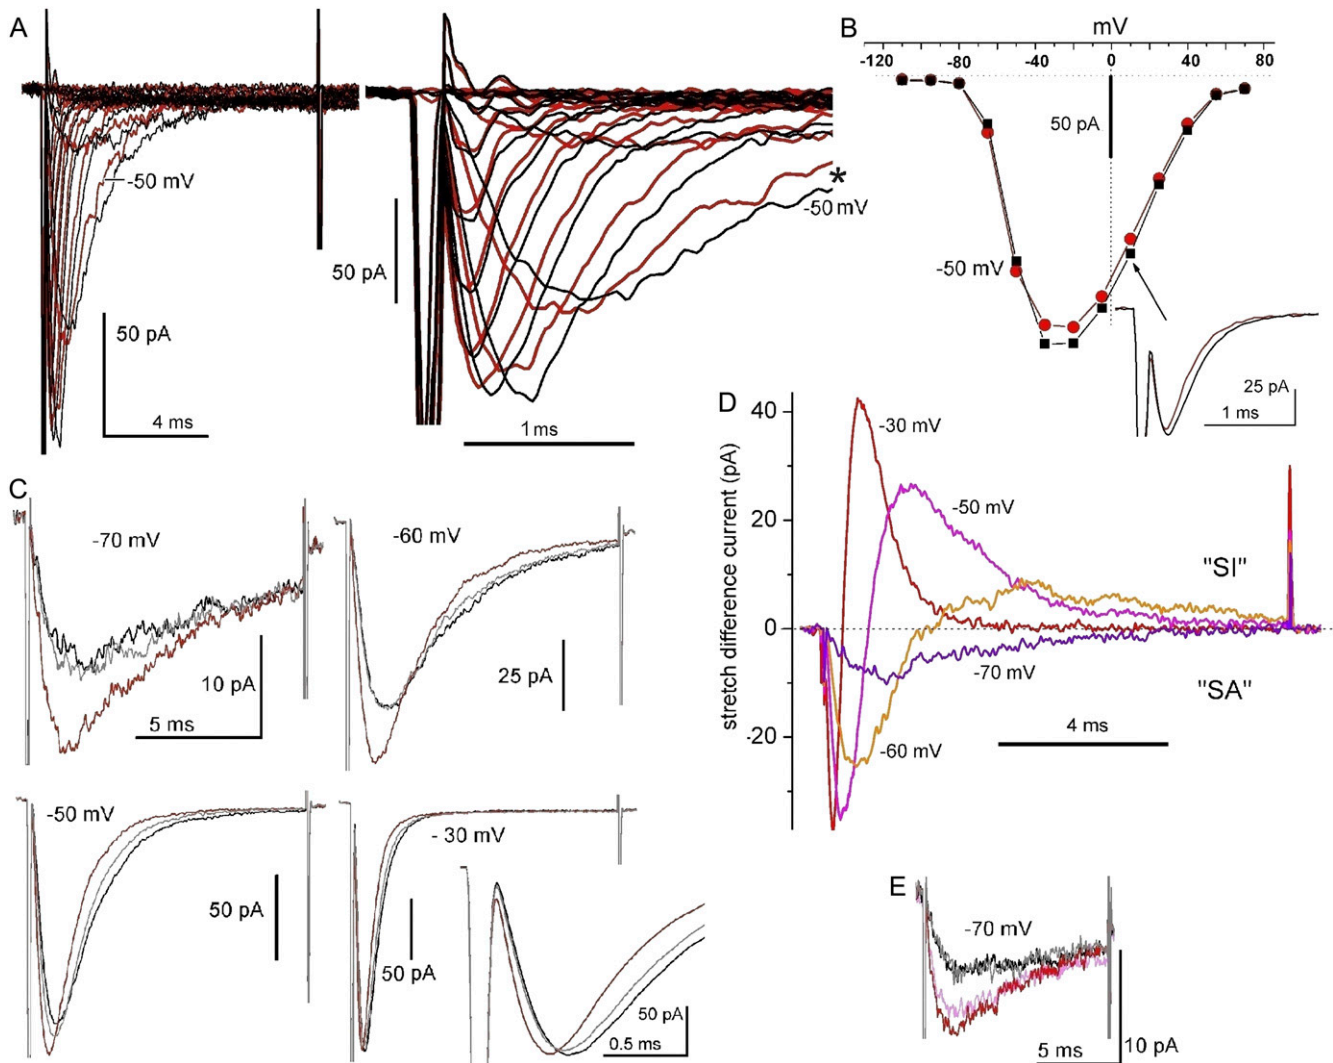 A
-50 mV
50 pA
4 ms
50 pA
*
-50 mV
1 ms
B
mV
-120 -80 -40 0 40 80
50 pA
-50 mV
25 pA
1 ms
C
-70 mV
10 pA
5 ms
-60 mV
25 pA
-50 mV
50 pA
- 30 mV
50 pA
50 pA
0.5 ms
D
stretch difference current (pA)
40
20
0
-20
-30 mV
-50 mV
"SI"
-70 mV
"SA"
-60 mV
4 ms
E
-70 mV
5 ms
10 pA